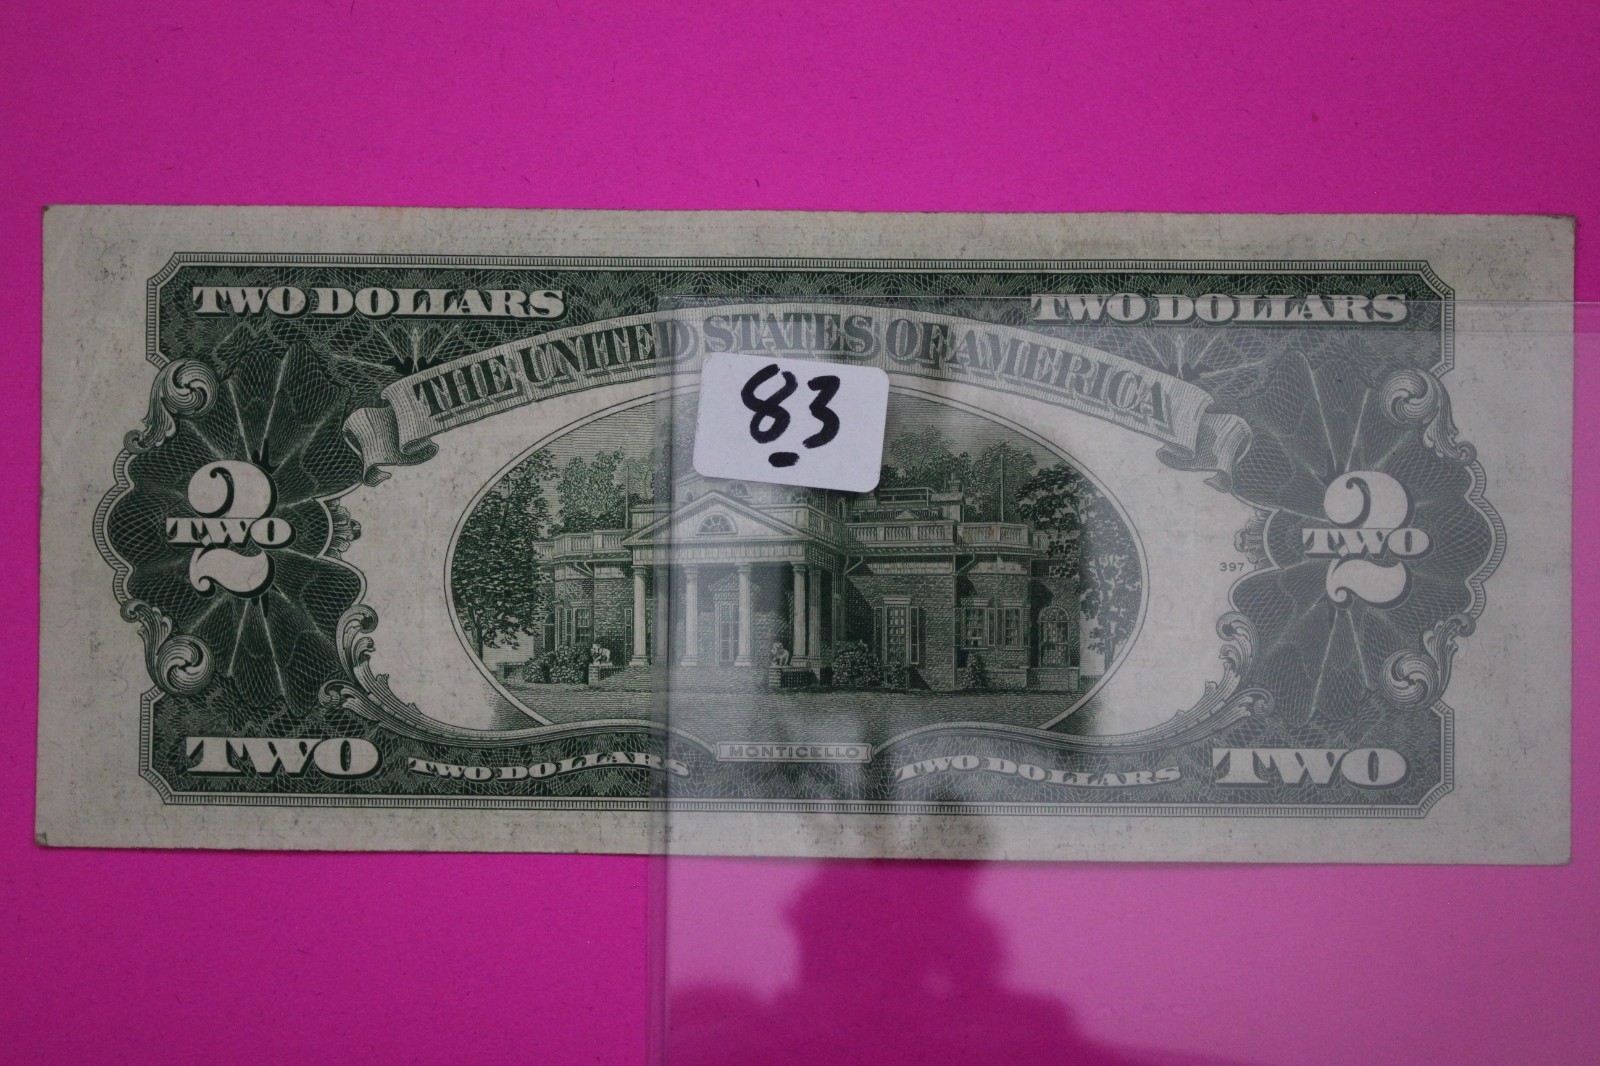 TWO DOLLARS
TWO DOLLARS
THE UNITED STATES OF AMERICA
83
2
TWO
2
TWO
397
MONTICELLO
TWO
TWO DOLLARS
TWO DOLLARS
TWO